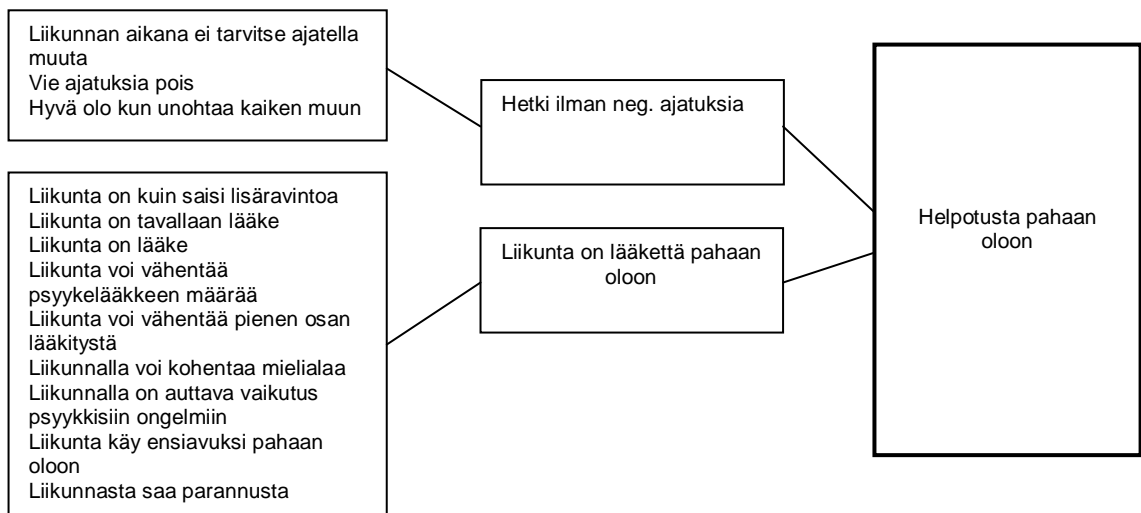 Liikunnan aikana ei tarvitse ajatella
muuta
Vie ajatuksia pois
Hyvä olo kun unohtaa kaiken muun
Hetki ilman neg. ajatuksia
Liikunta on kuin saisi lisäravintoa
Liikunta on tavallaan lääke
Liikunta on lääke
Liikunta voi vähentää
psyykelääkkeen määrää
Liikunta voi vähentää pienen osan
lääkitystä
Liikunnalla voi kohentaa mielialaa
Liikunnalla on auttava vaikutus
psyykkisiin ongelmiin
Liikunta käy ensiavuksi pahaan
oloon
Liikunnasta saa parannusta
Liikunta on lääkettä pahaan
oloon
Helpotusta pahaan
oloon